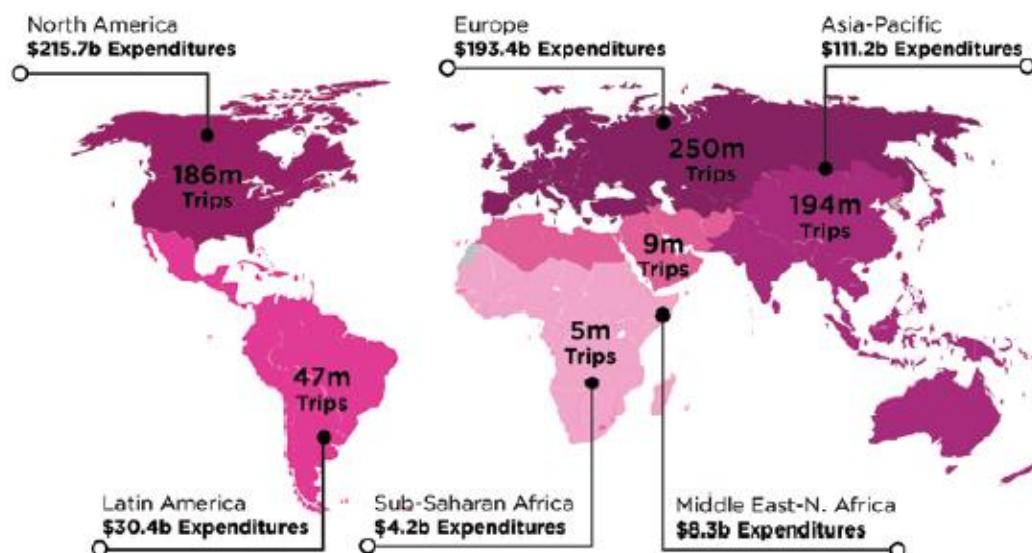 North America
$215.7b Expenditures
Europe
$193.4b Expenditures
Asia-Pacific
$111.2b Expenditures
186m
Trips
250m
Trips
194m
Trips
9m
Trips
5m
Trips
47m
Trips
Latin America
$30.4b Expenditures
Sub-Saharan Africa
$4.2b Expenditures
Middle East-N. Africa
$8.3b Expenditures